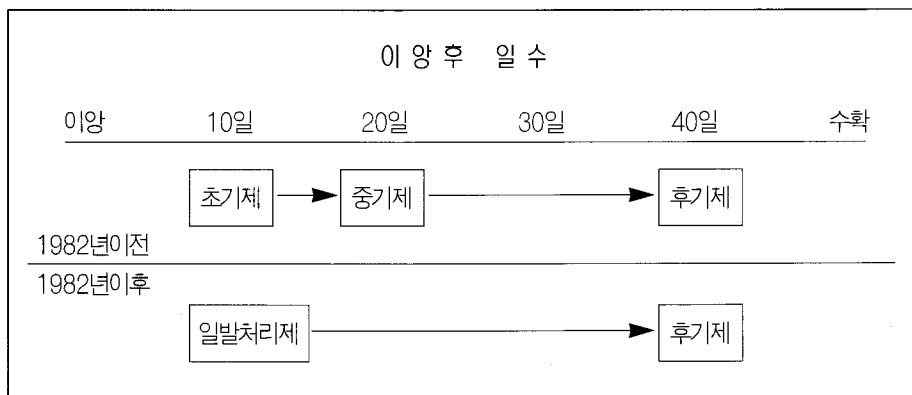 이앙후 일수
이앙 10일 20일 30일 40일 수확
초기제 중기제 후기제
1982년이전
1982년이후
일발처리제 후기제